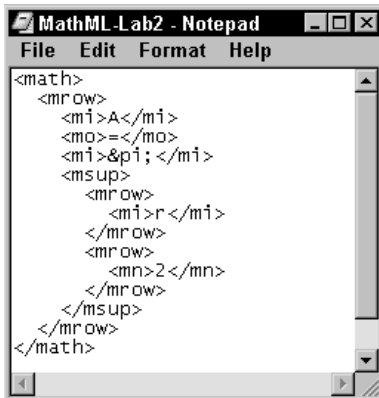 MathML-Lab2 - Notepad
File Edit Format Help
<math>
<mrow>
<mi>A</mi>
<mo>=</mo>
<mi>&pi;</mi>
<msup>
<mrow>
<mi>r</mi>
</mrow>
<mrow>
<mn>2</mn>
</mrow>
</msup>
</mrow>
</math>